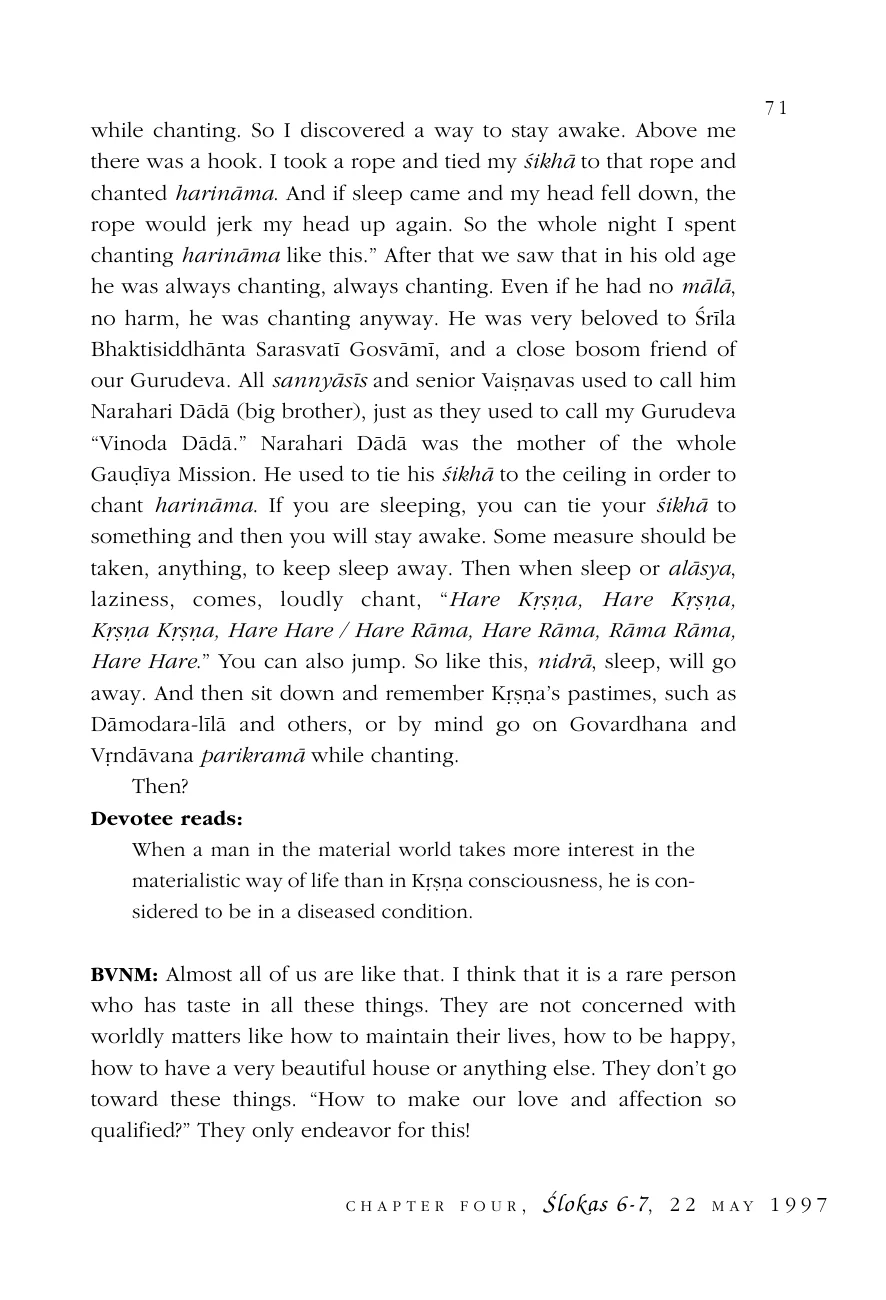 71
while chanting. So I discovered a way to stay awake. Above me
there was a hook. I took a rope and tied my śikhā to that rope and
chanted harināma. And if sleep came and my head fell down, the
rope would jerk my head up again. So the whole night I spent
chanting harināma like this.” After that we saw that in his old age
he was always chanting, always chanting. Even if he had no mālā,
no harm, he was chanting anyway. He was very beloved to Śrīla
Bhaktisiddhānta Sarasvatī Gosvāmī, and a close bosom friend of
our Gurudeva. All sannyāsīs and senior Vaiṣṇavas used to call him
Narahari Dādā (big brother), just as they used to call my Gurudeva
“Vinoda Dādā.” Narahari Dādā was the mother of the whole
Gauḍīya Mission. He used to tie his śikhā to the ceiling in order to
chant harināma. If you are sleeping, you can tie your śikhā to
something and then you will stay awake. Some measure should be
taken, anything, to keep sleep away. Then when sleep or alāsya,
laziness, comes, loudly chant, “Hare Kṛṣṇa, Hare Kṛṣṇa,
Kṛṣṇa Kṛṣṇa, Hare Hare / Hare Rāma, Hare Rāma, Rāma Rāma,
Hare Hare.” You can also jump. So like this, nidrā, sleep, will go
away. And then sit down and remember Kṛṣṇa’s pastimes, such as
Dāmodara-līlā and others, or by mind go on Govardhana and
Vṛndāvana parikramā while chanting.
Then?
Devotee reads:
When a man in the material world takes more interest in the
materialistic way of life than in Kṛṣṇa consciousness, he is con-
sidered to be in a diseased condition.
BVNM: Almost all of us are like that. I think that it is a rare person
who has taste in all these things. They are not concerned with
worldly matters like how to maintain their lives, how to be happy,
how to have a very beautiful house or anything else. They don’t go
toward these things. “How to make our love and affection so
qualified?” They only endeavor for this!
CHAPTER FOUR, Ślokas 6-7, 22 MAY 1997